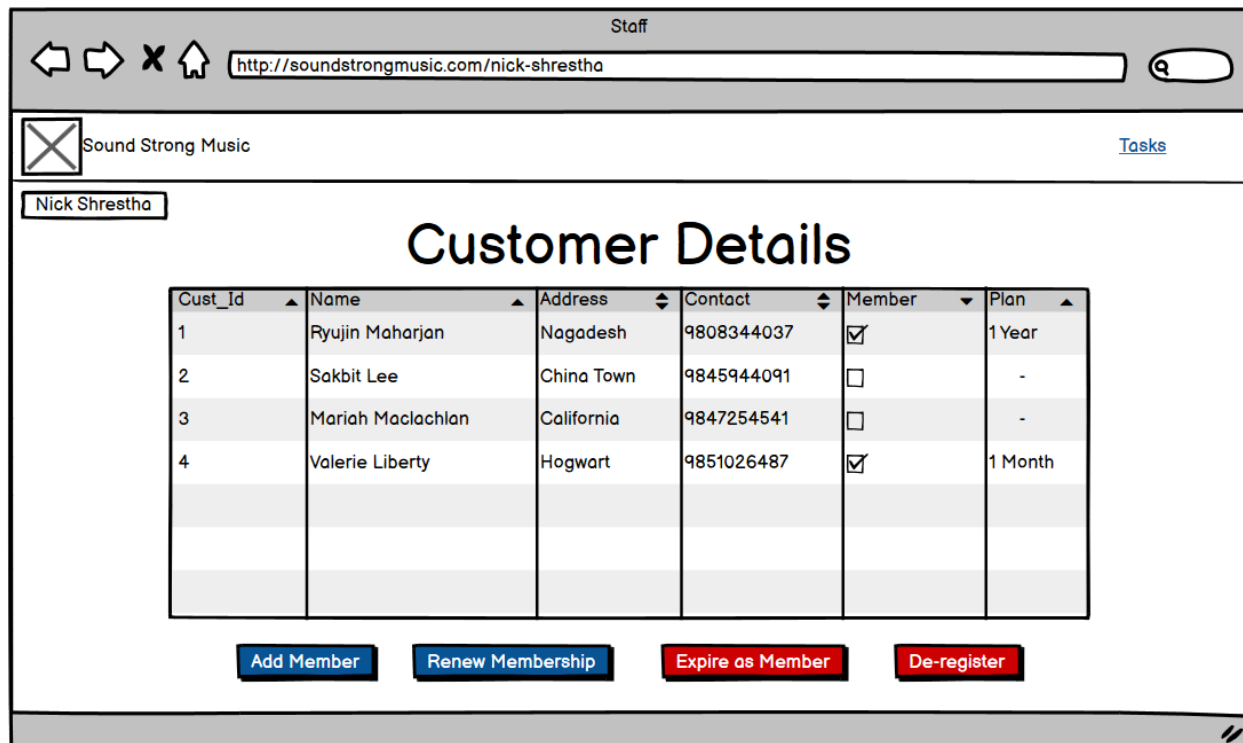 Staff
http://soundstrongmusic.com/nick-shrestha
Sound Strong Music Tasks
Nick Shrestha
Customer Details
Cust_Id Name Address Contact Member Plan
1 Ryujin Maharjan Nagadesh 9808344037 1 Year
2 Sakbit Lee China Town 9845944091 -
3 Mariah Maclachlan California 9847254541 -
4 Valerie Liberty Hogwart 9851026487 1 Month
Add Member Renew Membership Expire as Member De-register